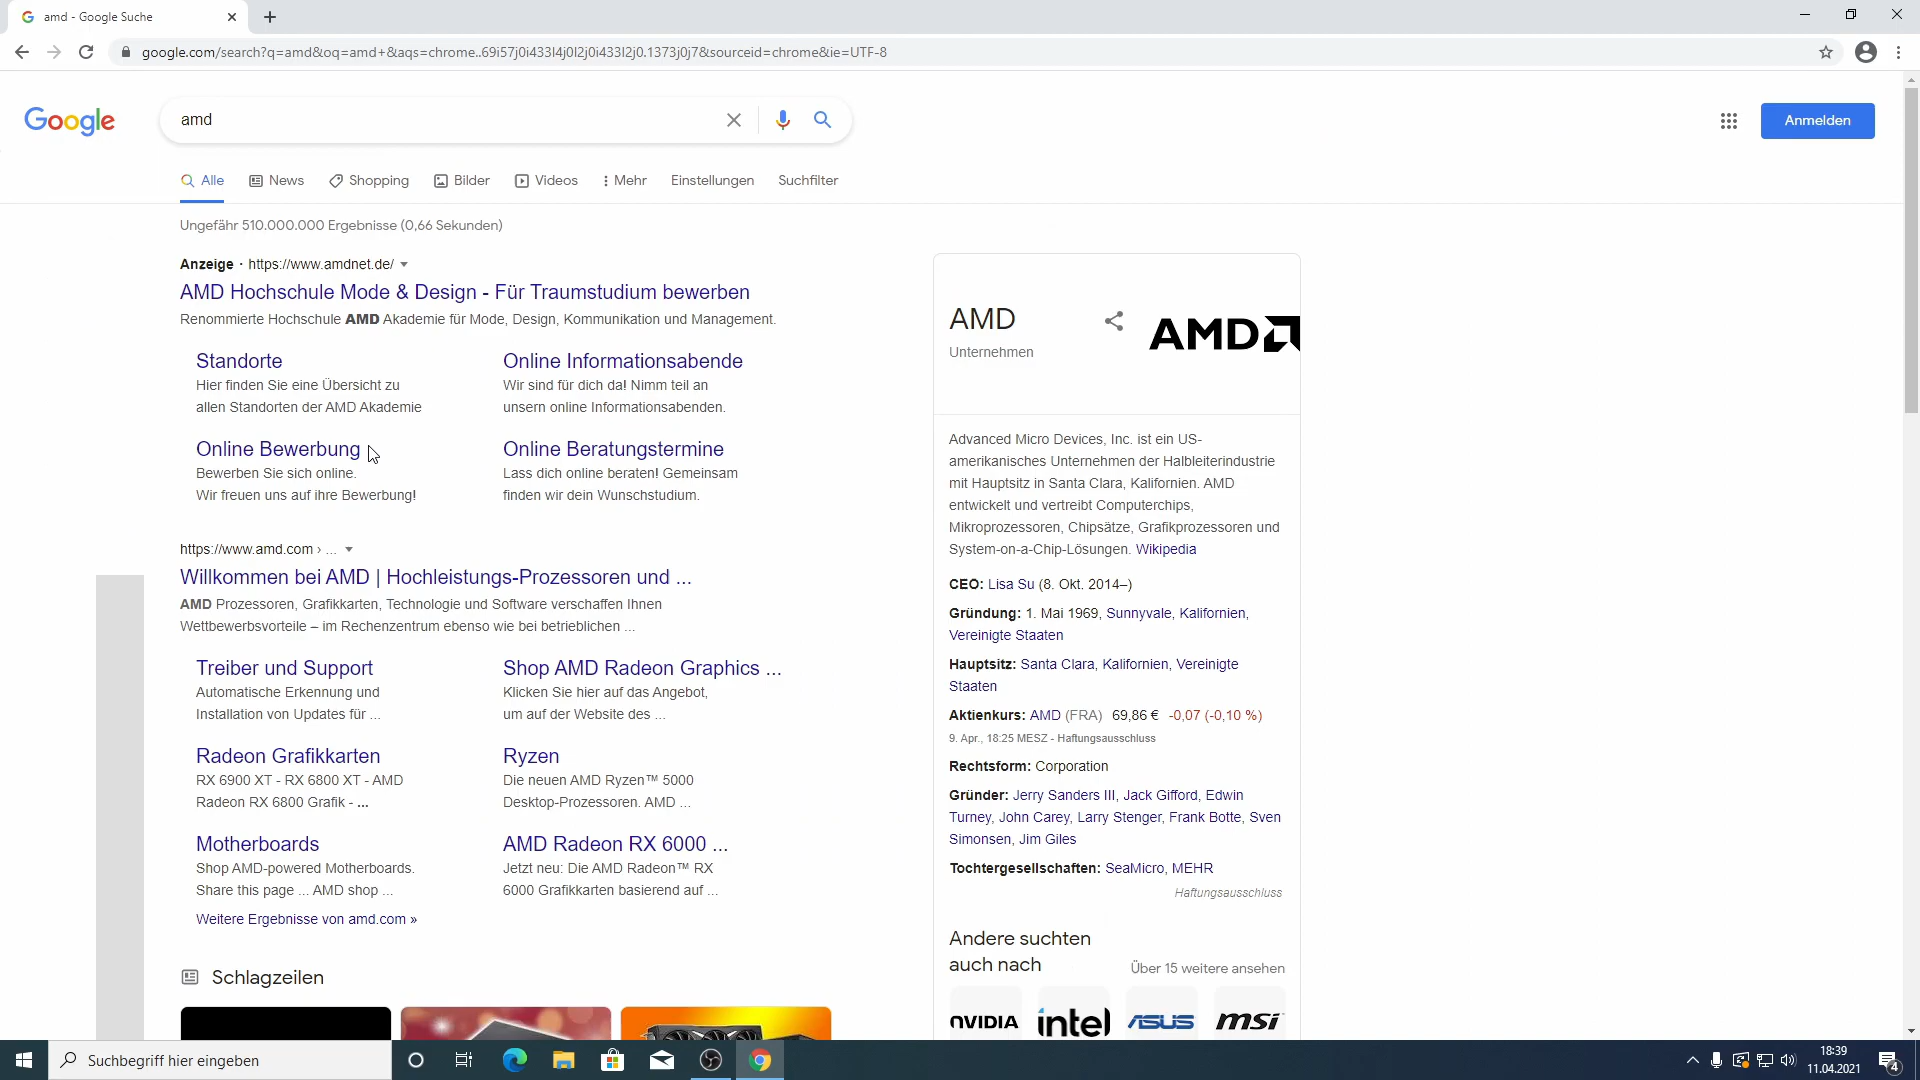 amd - Google Suche
google.com/search?q=amd&oq=amd+&aqs=chrome..69i57j0i433l4j0l2j0i433l2j0.1373j0j7&sourceid=chrome&ie=UTF-8
Google
amd
Anmelden
Alle
News
Shopping
Bilder
Videos
Mehr
Einstellungen
Suchfilter
Ungefähr 510.000.000 Ergebnisse (0,66 Sekunden)
Anzeige · https://www.amdnet.de/
AMD Hochschule Mode & Design - Für Traumstudium bewerben
Renommierte Hochschule AMD Akademie für Mode, Design, Kommunikation und Management.
Standorte
Hier finden Sie eine Übersicht zu
allen Standorten der AMD Akademie
Online Informationsabende
Wir sind für dich da! Nimm teil an
unsern online Informationsabenden.
Online Bewerbung
Bewerben Sie sich online.
Wir freuen uns auf ihre Bewerbung!
Online Beratungstermine
Lass dich online beraten! Gemeinsam
finden wir dein Wunschstudium.
https://www.amd.com › ...
Willkommen bei AMD | Hochleistungs-Prozessoren und ...
AMD Prozessoren, Grafikkarten, Technologie und Software verschaffen Ihnen
Wettbewerbsvorteile – im Rechenzentrum ebenso wie bei betrieblichen ...
Treiber und Support
Automatische Erkennung und
Installation von Updates für ...
Shop AMD Radeon Graphics ...
Klicken Sie hier auf das Angebot,
um auf der Website des ...
Radeon Grafikkarten
RX 6900 XT - RX 6800 XT - AMD
Radeon RX 6800 Grafik - ...
Ryzen
Die neuen AMD Ryzen™ 5000
Desktop-Prozessoren. AMD ...
Motherboards
Shop AMD-powered Motherboards.
Share this page ... AMD shop ...
AMD Radeon RX 6000 ...
Jetzt neu: Die AMD Radeon™ RX
6000 Grafikkarten basierend auf ...
Weitere Ergebnisse von amd.com »
Schlagzeilen
AMD
Unternehmen
AMD
Advanced Micro Devices, Inc. ist ein US-
amerikanisches Unternehmen der Halbleiterindustrie
mit Hauptsitz in Santa Clara, Kalifornien. AMD
entwickelt und vertreibt Computerchips,
Mikroprozessoren, Chipsätze, Grafikprozessoren und
System-on-a-Chip-Lösungen. Wikipedia
CEO: Lisa Su (8. Okt. 2014–)
Gründung: 1. Mai 1969, Sunnyvale, Kalifornien,
Vereinigte Staaten
Hauptsitz: Santa Clara, Kalifornien, Vereinigte
Staaten
Aktienkurs: AMD (FRA) 69,86 € -0,07 (-0,10 %)
9. Apr., 18:25 MESZ - Haftungsausschluss
Rechtsform: Corporation
Gründer: Jerry Sanders III, Jack Gifford, Edwin
Turney, John Carey, Larry Stenger, Frank Botte, Sven
Simonsen, Jim Giles
Tochtergesellschaften: SeaMicro, MEHR
Haftungsausschluss
Andere suchten
auch nach
Über 15 weitere ansehen
NVIDIA
intel
ASUS
msi
Suchbegriff hier eingeben
18:39
11.04.2021
4